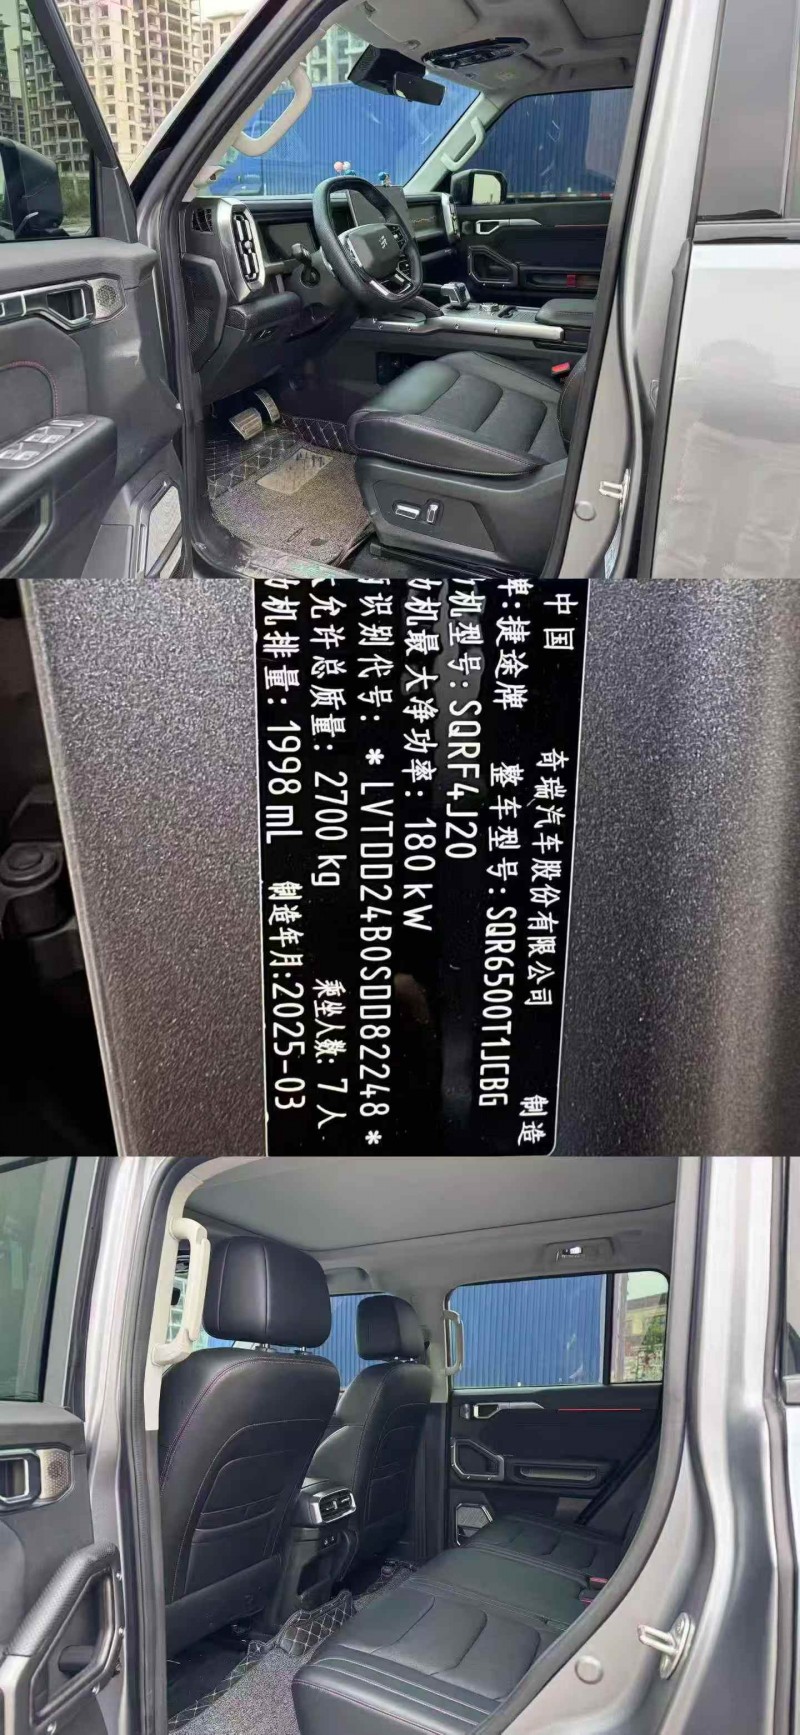 中国 奇瑞汽车股份有限公司 制造
牌:捷途牌 整车型号:SQR6500T1JCBG
机型号:SQRF4J20
机最大净功率:180 kW
识别代号:*LVTDD24B0SDD82248*
允许总质量:2700 kg 乘坐人数:7人
机排量:1998 mL 制造年月:2025-03